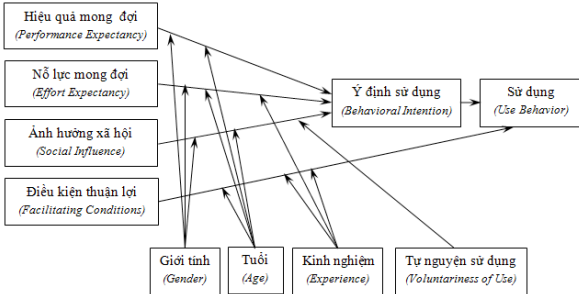 Hiệu quả mong đợi
(Performance Expectancy)
Nỗ lực mong đợi
(Effort Expectancy)
Ảnh hưởng xã hội
(Social Influence)
Điều kiện thuận lợi
(Facilitating Conditions)
Ý định sử dụng
(Behavioral Intention)
Sử dụng
(Use Behavior)
Giới tính
(Gender)
Tuổi
(Age)
Kinh nghiệm
(Experience)
Tự nguyện sử dụng
(Voluntariness of Use)